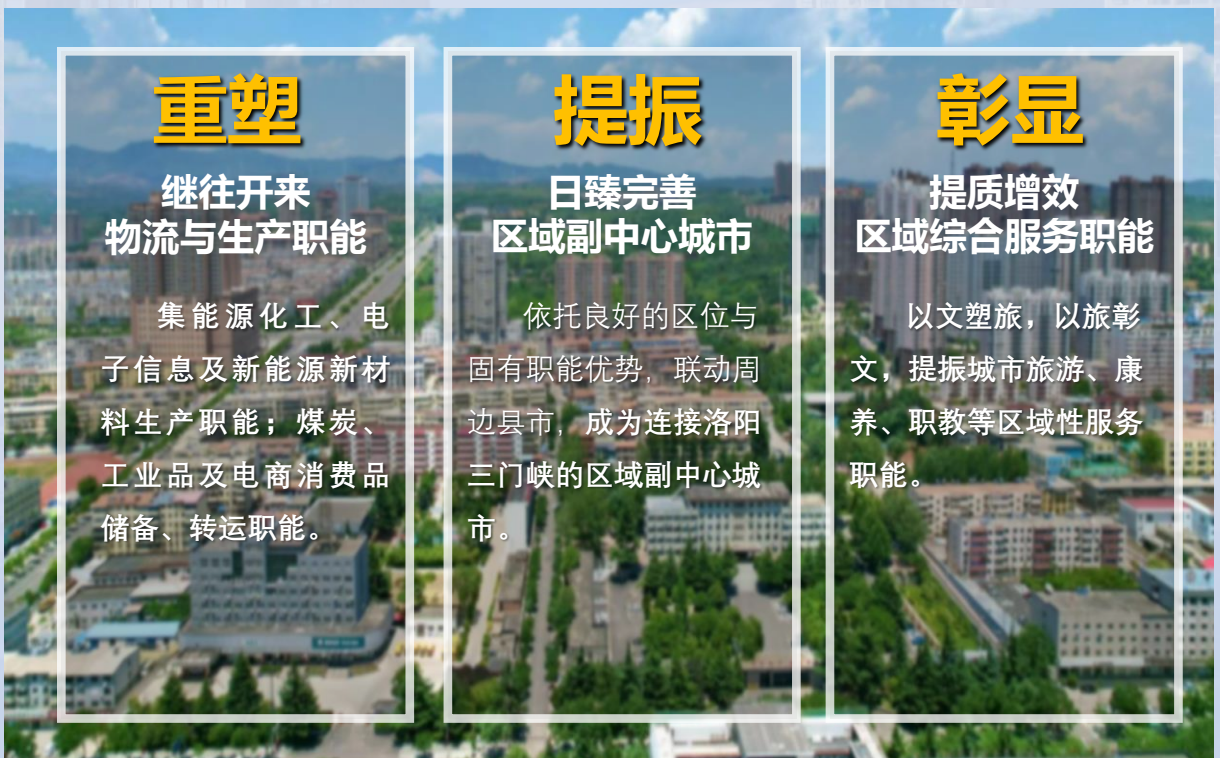 重塑
继往开来
物流与生产职能
集能源化工、电
子信息及新能源新材
料生产职能；煤炭、
工业品及电商消费品
储备、转运职能。
提振
日臻完善
区域副中心城市
依托良好的区位与
固有职能优势，联动周
边县市，成为连接洛阳
三门峡的区域副中心城
市。
彰显
提质增效
区域综合服务职能
以文塑旅，以旅彰
文，提振城市旅游、康
养、职教等区域性服务
职能。